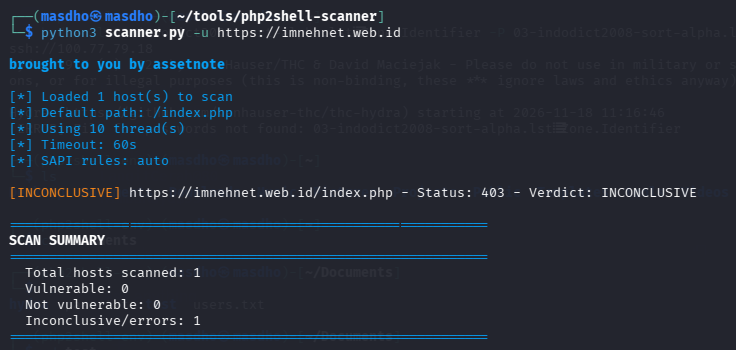 ┌──(masdho㉿masdho)-[~/tools/php2shell-scanner]
└─$ python3 scanner.py -u https://imnehnet.web.id
brought to you by assetnote
[*] Loaded 1 host(s) to scan
[*] Default path: /index.php
[*] Using 10 thread(s)
[*] Timeout: 60s
[*] SAPI rules: auto
[INCONCLUSIVE] https://imnehnet.web.id/index.php - Status: 403 - Verdict: INCONCLUSIVE
SCAN SUMMARY
Total hosts scanned: 1
Vulnerable: 0
Not vulnerable: 0
Inconclusive/errors: 1